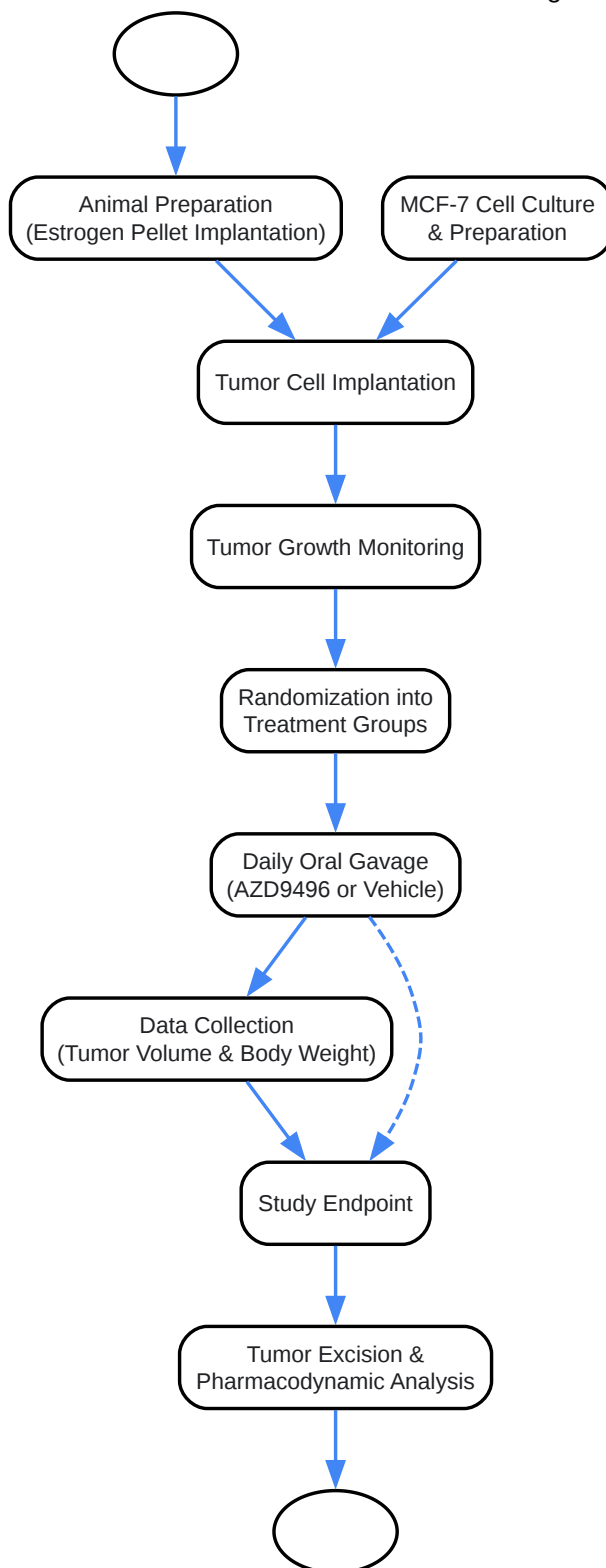 Animal Preparation
(Estrogen Pellet Implantation)
MCF-7 Cell Culture
& Preparation
Tumor Cell Implantation
Tumor Growth Monitoring
Randomization into
Treatment Groups
Daily Oral Gavage
(AZD9496 or Vehicle)
Data Collection
(Tumor Volume & Body Weight)
Study Endpoint
Tumor Excision &
Pharmacodynamic Analysis